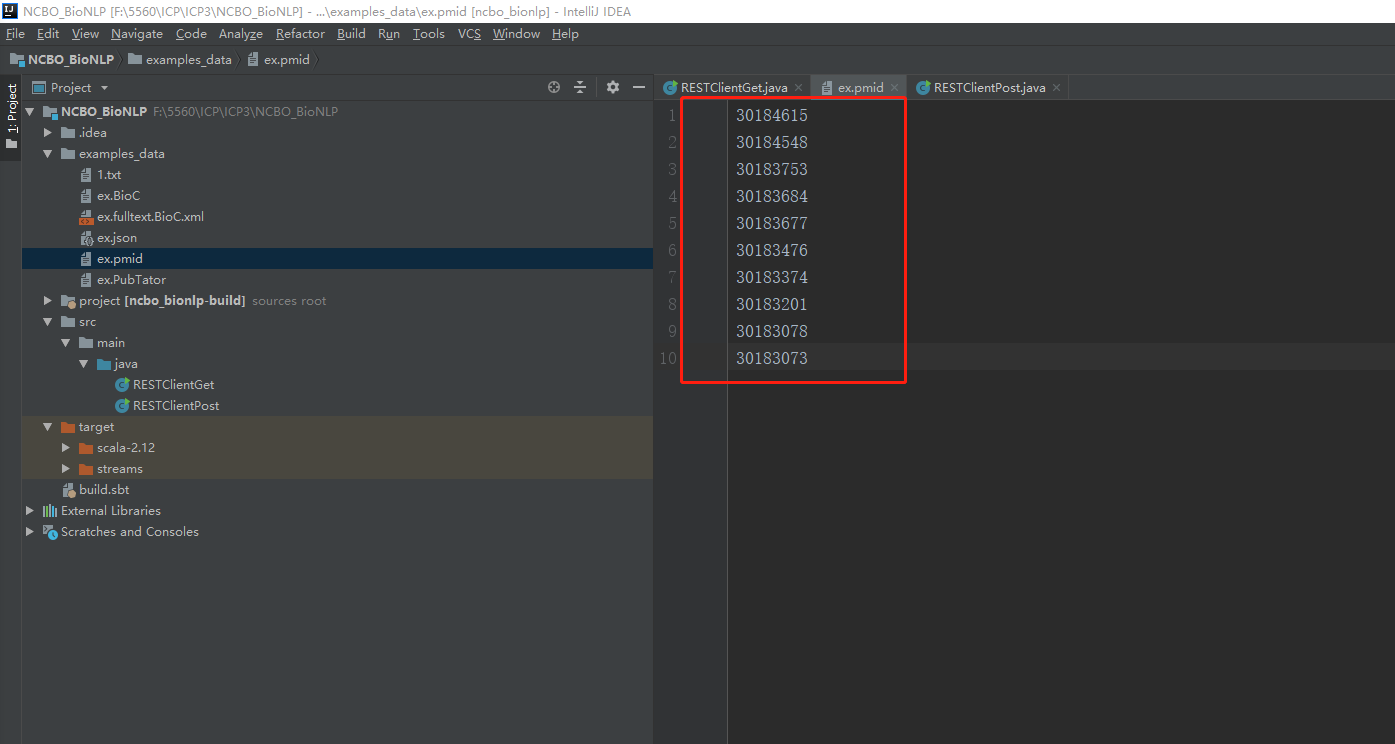 NCBO_BioNLP [F:\5560\ICP\ICP3\NCBO_BioNLP] - ...\examples_data\ex.pmid [ncbo_bionlp] - IntelliJ IDEA
File Edit View Navigate Code Analyze Refactor Build Run Tools VCS Window Help
NCBO_BioNLP examples_data ex.pmid
1: Project
Project
NCBO_BioNLP F:\5560\ICP\ICP3\NCBO_BioNLP
.idea
examples_data
1.txt
ex.BioC
ex.fulltext.BioC.xml
ex.json
ex.pmid
ex.PubTator
project [ncbo_bionlp-build] sources root
src
main
java
RESTClientGet
RESTClientPost
target
scala-2.12
streams
build.sbt
External Libraries
Scratches and Consoles
RESTClientGet.java ex.pmid RESTClientPost.java
1 30184615
2 30184548
3 30183753
4 30183684
5 30183677
6 30183476
7 30183374
8 30183201
9 30183078
10 30183073